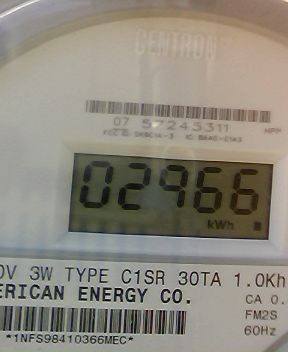 CENTRON
07 57245311
02966
kWh
0V 3W TYPE C1SR 30TA 1.0Kh
ERICAN ENERGY CO.
CA 0.
FM2S
60Hz
*1NFS98410366MEC*